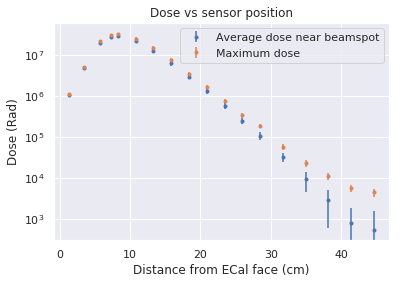 Dose vs sensor position
Average dose near beamspot
Maximum dose
Dose (Rad)
10⁷
10⁶
10⁵
10⁴
10³
0 10 20 30 40
Distance from ECal face (cm)